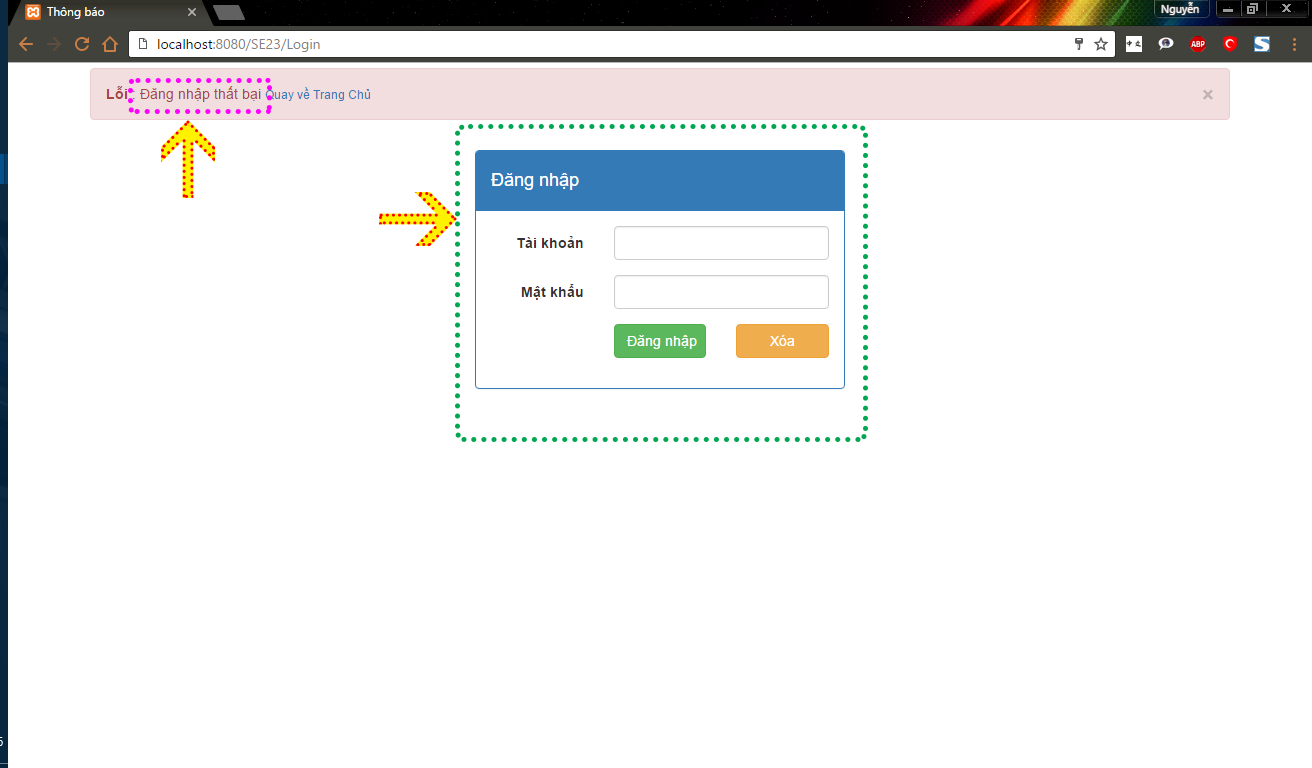 Thông báo
Nguyễn
localhost:8080/SE23/Login
ABP
Lỗi: Đăng nhập thất bại Quay về Trang Chủ ×
Đăng nhập
Tài khoản
Mật khẩu
Đăng nhập Xóa